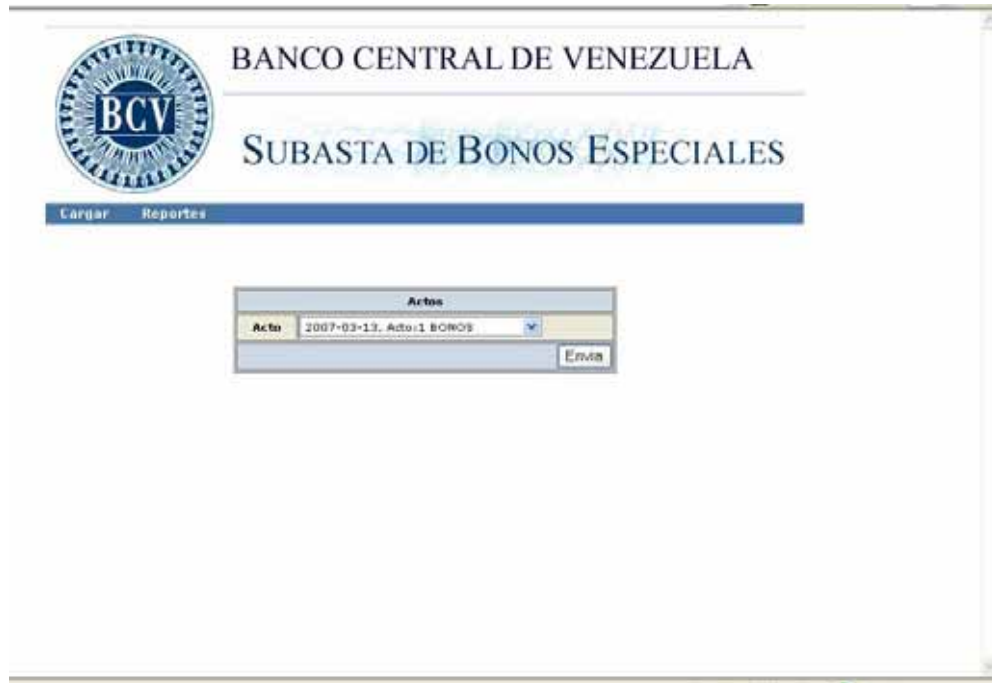 BANCO CENTRAL DE VENEZUELA
BCV
SUBASTA DE BONOS ESPECIALES
Cargar Reportes
Actos
Acto 2007-03-13, Acto:1 BONOS
Envia